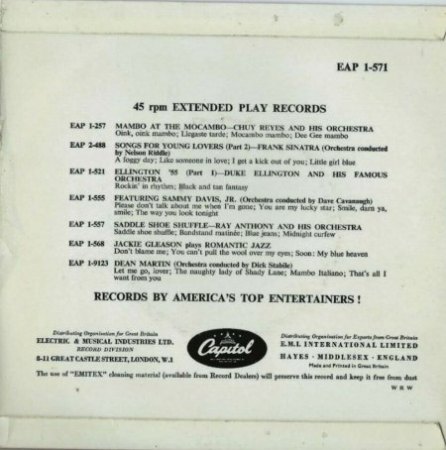 EAP 1-571
45 rpm EXTENDED PLAY RECORDS
EAP 1-257 MAMBO AT THE MOCAMBO—CHUY REYES AND HIS ORCHESTRA
Oink, oink mambo; Llegaste tarde; Mocambo mambo; Dee Gee mambo
EAP 2-488 SONGS FOR YOUNG LOVERS (Part 2)—FRANK SINATRA (Orchestra conducted
by Nelson Riddle)
A foggy day; Like someone in love; I get a kick out of you; Little girl blue
EAP 1-521 ELLINGTON '55 (Part 1)—DUKE ELLINGTON AND HIS FAMOUS
ORCHESTRA
Rockin' in rhythm; Black and tan fantasy
EAP 1-555 FEATURING SAMMY DAVIS, JR. (Orchestra conducted by Dave Cavanaugh)
Please don't talk about me when I'm gone; You are my lucky star; Smile, darn ya,
smile; The way you look tonight
EAP 1-557 SADDLE SHOE SHUFFLE—RAY ANTHONY AND HIS ORCHESTRA
Saddle shoe shuffle; Bandstand matinée; Blue jeans; Midnight curfew
EAP 1-568 JACKIE GLEASON plays ROMANTIC JAZZ
Don't blame me; You can't pull the wool over my eyes; Soon; My blue heaven
EAP 1-9123 DEAN MARTIN (Orchestra conducted by Dick Stabile)
Let me go, lover; The naughty lady of Shady Lane; Mambo Italiano; That's all I
want from you
RECORDS BY AMERICA'S TOP ENTERTAINERS !
Distributing Organisation for Great Britain
ELECTRIC & MUSICAL INDUSTRIES LTD.
RECORD DIVISION
8-11 GREAT CASTLE STREET, LONDON, W.1
Capitol
Distributing Organisation for Exports from Great Britain
E.M.I. INTERNATIONAL LIMITED
HAYES · MIDDLESEX · ENGLAND
Made and Printed in Great Britain
The use of "EMITEX" cleaning material (available from Record Dealers) will preserve this record and keep it free from dust
W R W